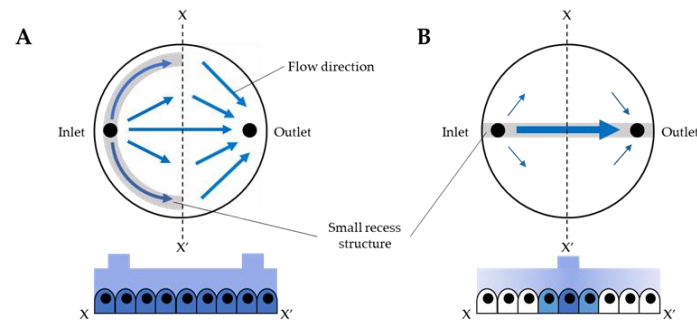 A
X
Flow direction
Inlet
Outlet
X'
Small recess
structure
X
X'
B
X
Inlet
Outlet
X'
X
X'